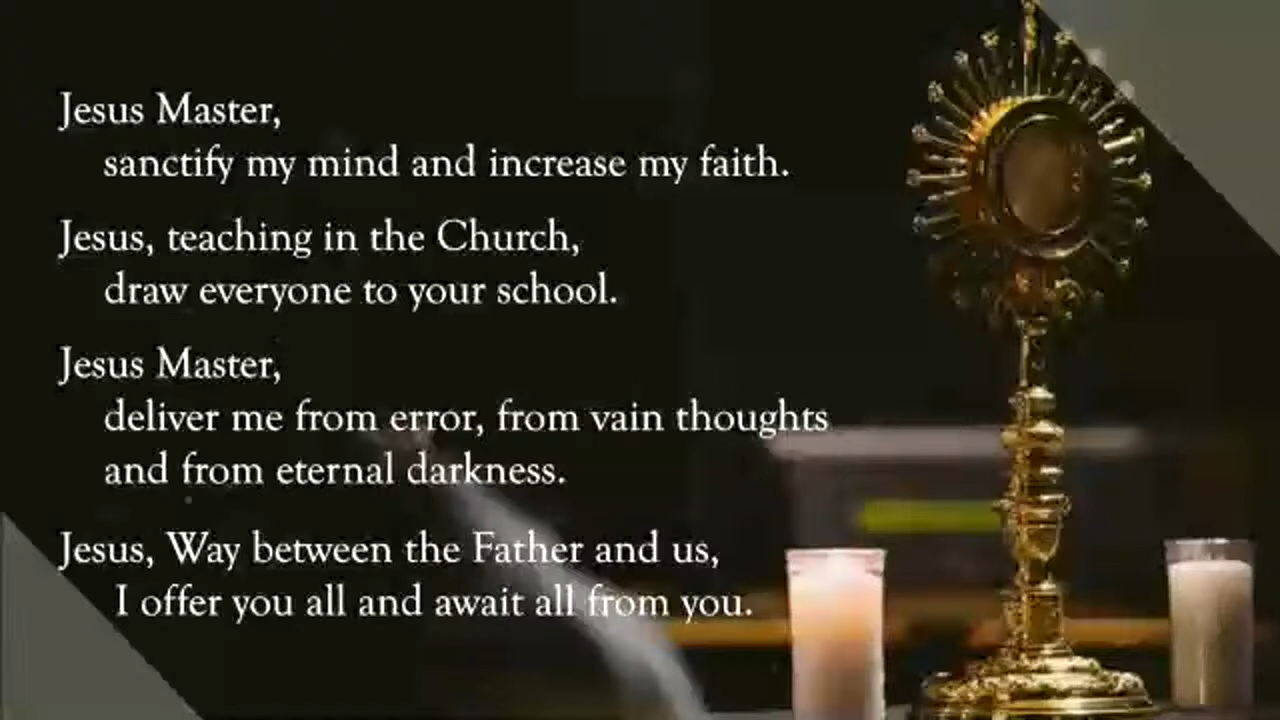 Jesus Master,
sanctify my mind and increase my faith.
Jesus, teaching in the Church,
draw everyone to your school.
Jesus Master,
deliver me from error, from vain thoughts
and from eternal darkness.
Jesus, Way between the Father and us,
I offer you all and await all from you.